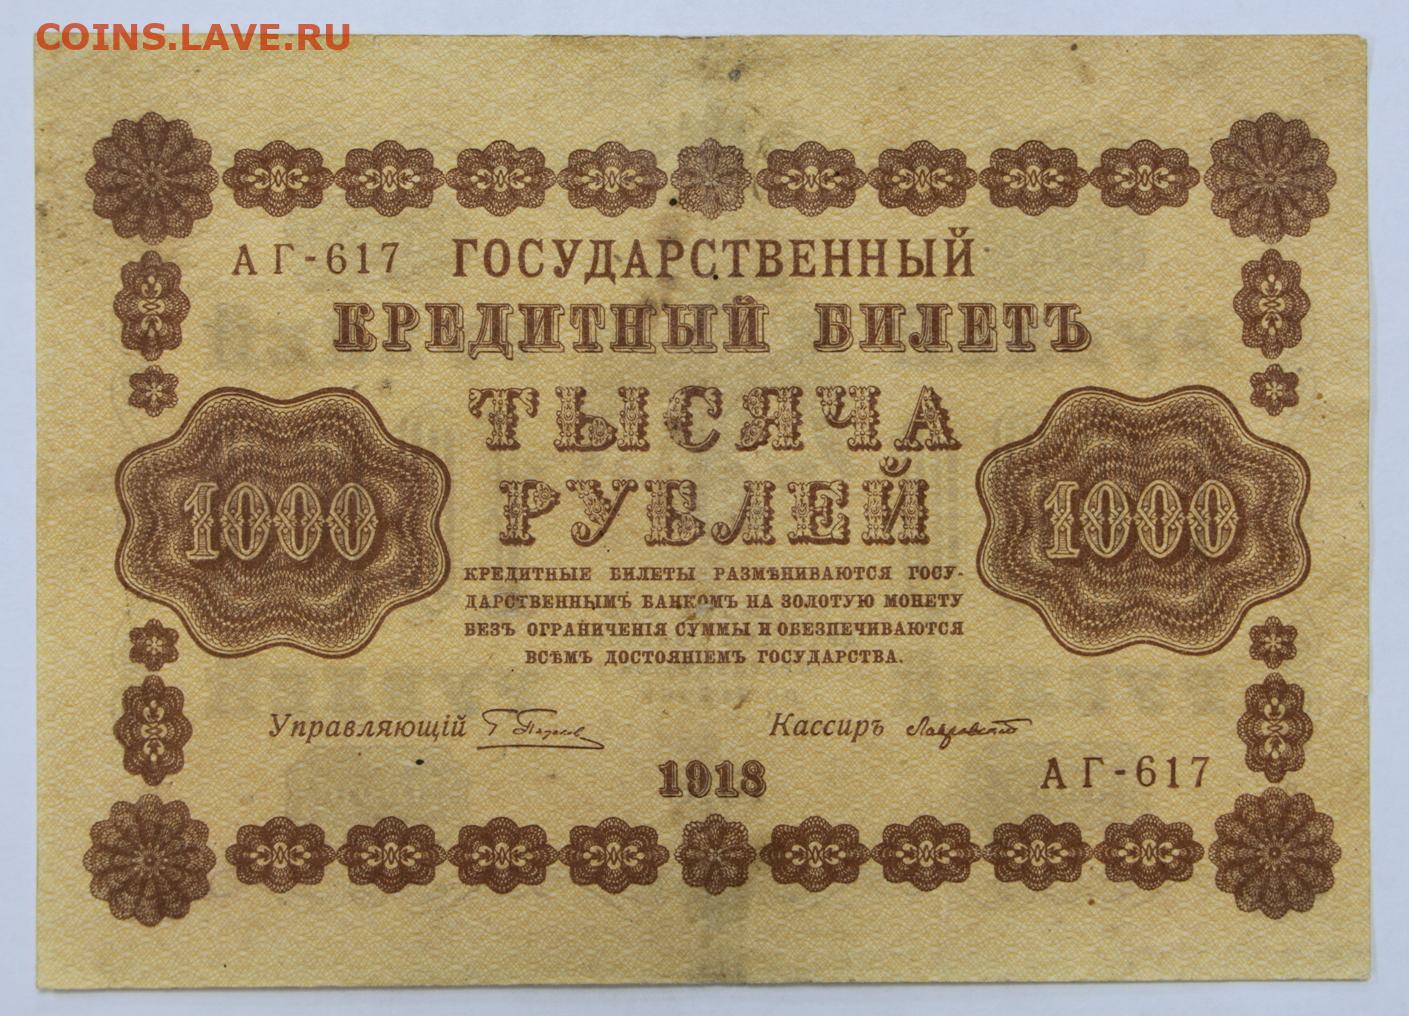 COINS.LAVE.RU
АГ-617 ГОСУДАРСТВЕННЫЙ
КРЕДИТНЫЙ БИЛЕТЪ
ТЫСЯЧА
РУБЛЕЙ
1000 1000
КРЕДИТНЫЕ БИЛЕТЫ РАЗМѢНИВАЮТСЯ ГОСУ-
ДАРСТВЕННЫМЪ БАНКОМЪ НА ЗОЛОТУЮ МОНЕТУ
БЕЗЪ ОГРАНИЧЕНІЯ СУММЫ И ОБЕЗПЕЧИВАЮТСЯ
ВСѢМЪ ДОСТОЯНІЕМЪ ГОСУДАРСТВА.
Управляющій Кассиръ
1918
АГ-617